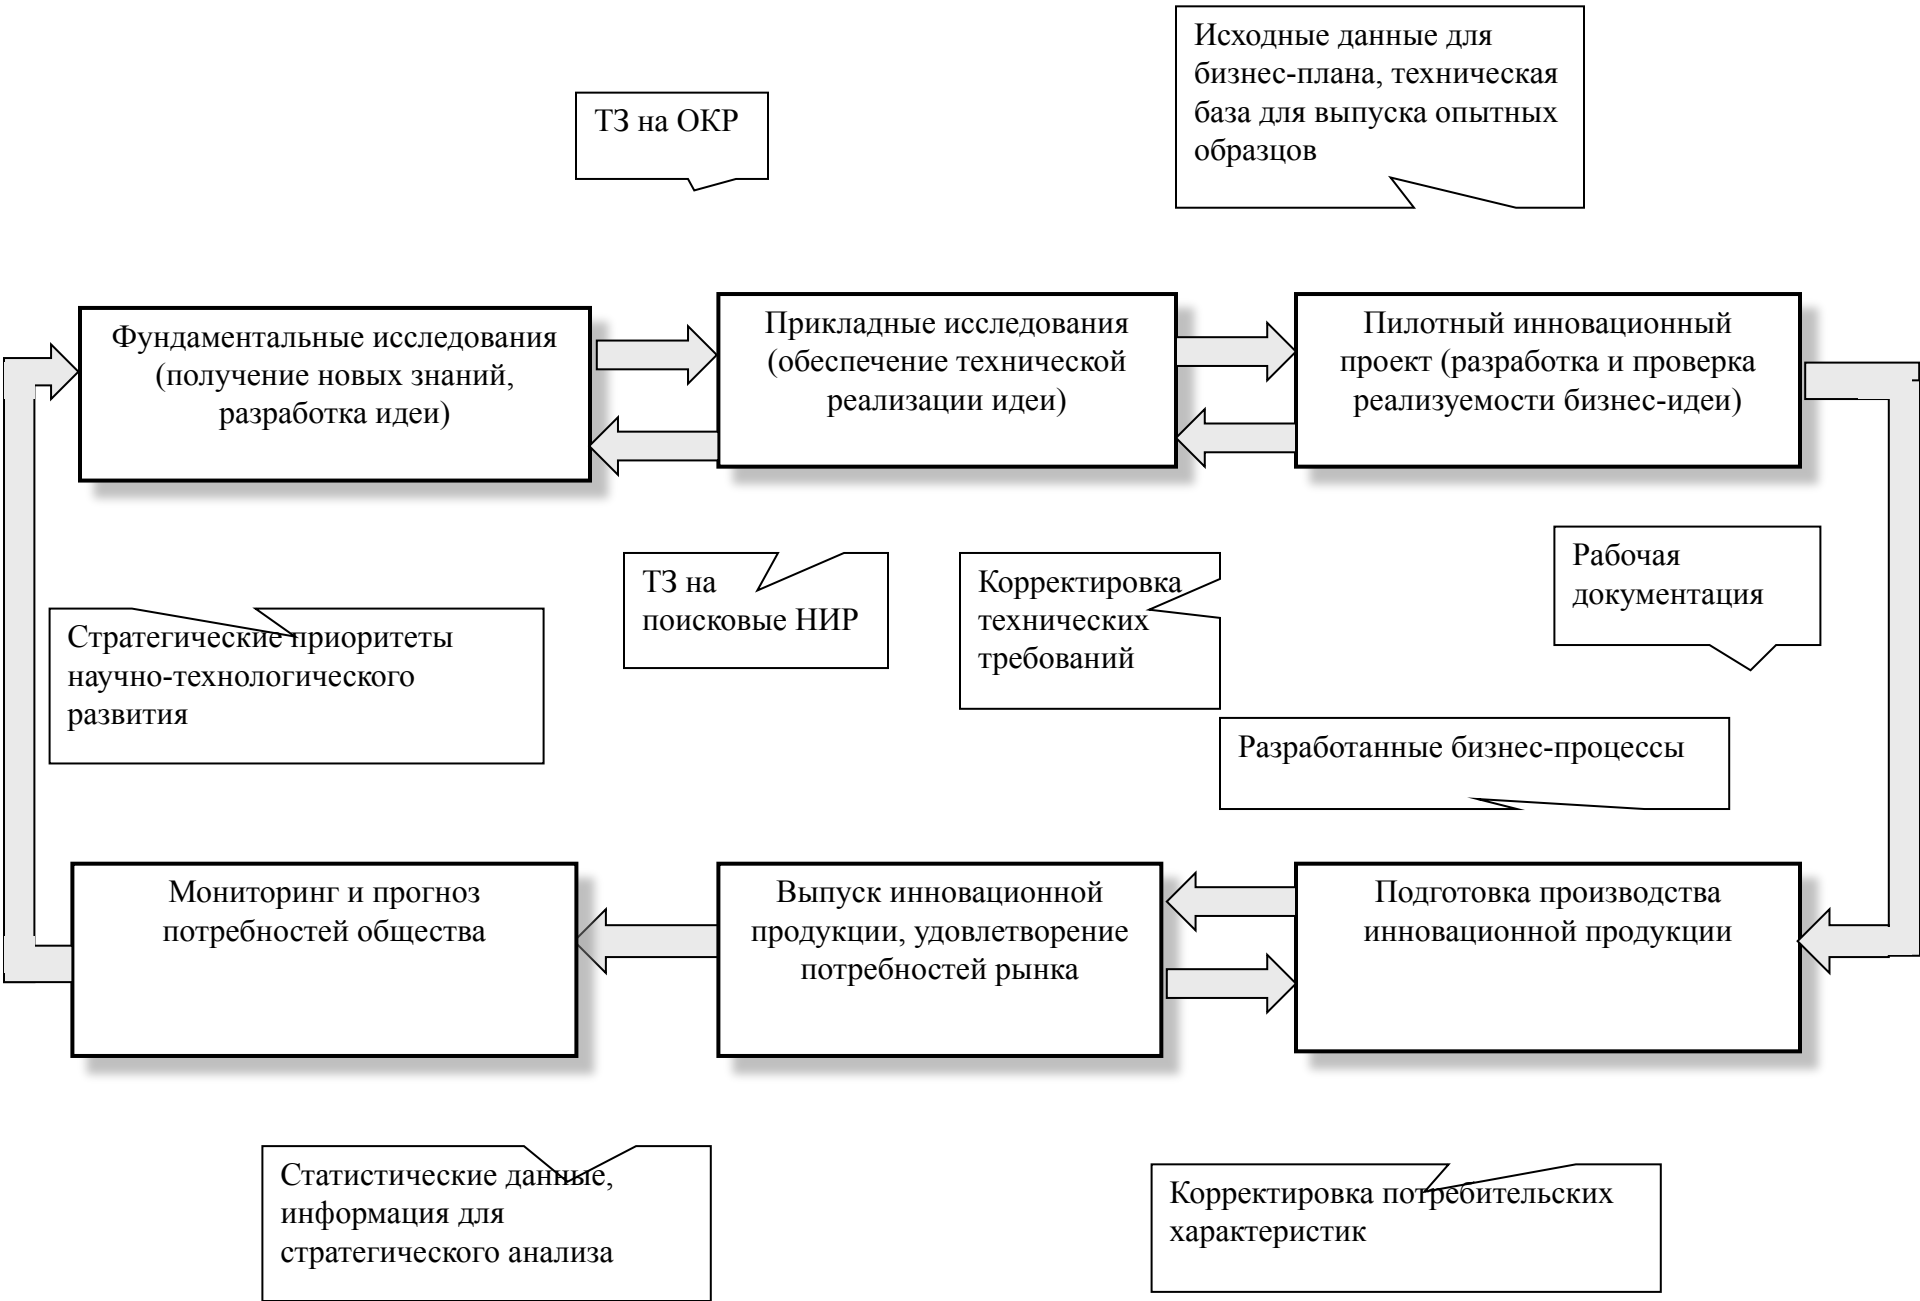 Исходные данные для
бизнес-плана, техническая
база для выпуска опытных
образцов
ТЗ на ОКР
Фундаментальные исследования
(получение новых знаний,
разработка идеи)
Прикладные исследования
(обеспечение технической
реализации идеи)
Пилотный инновационный
проект (разработка и проверка
реализуемости бизнес-идеи)
Стратегические приоритеты
научно-технологического
развития
ТЗ на
поисковые НИР
Корректировка
технических
требований
Рабочая
документация
Разработанные бизнес-процессы
Мониторинг и прогноз
потребностей общества
Выпуск инновационной
продукции, удовлетворение
потребностей рынка
Подготовка производства
инновационной продукции
Статистические данные,
информация для
стратегического анализа
Корректировка потребительских
характеристик